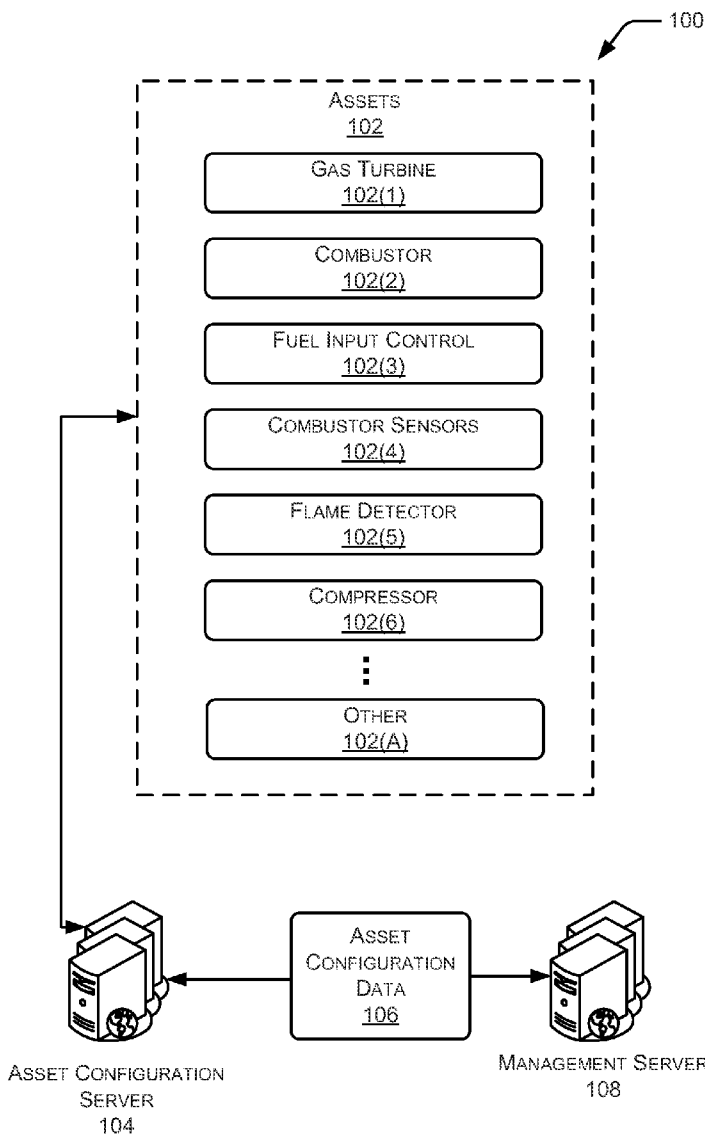 100
ASSETS
102
GAS TURBINE
102(1)
COMBUSTOR
102(2)
FUEL INPUT CONTROL
102(3)
COMBUSTOR SENSORS
102(4)
FLAME DETECTOR
102(5)
COMPRESSOR
102(6)
OTHER
102(A)
ASSET
CONFIGURATION
DATA
106
ASSET CONFIGURATION
SERVER
104
MANAGEMENT SERVER
108